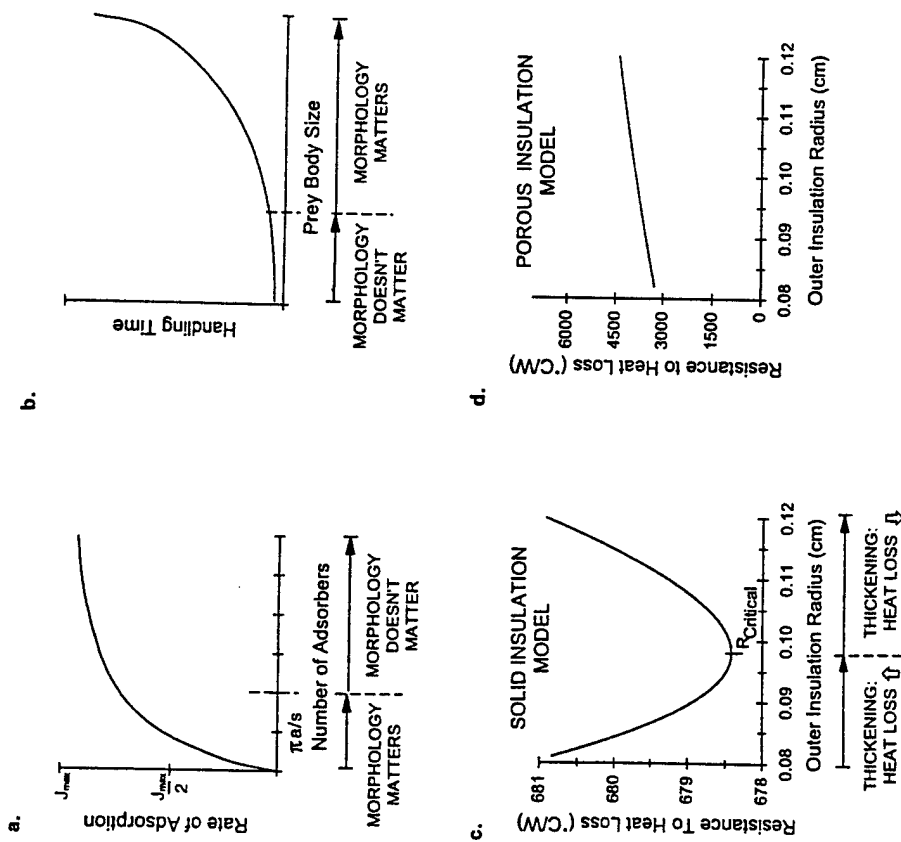 a.
Rate of Adsorption
J max
J max
2
πa/s
Number of Adsorbers
MORPHOLOGY
MATTERS
MORPHOLOGY
DOESN'T
MATTER
b.
Handling Time
Prey Body Size
MORPHOLOGY
DOESN'T
MATTER
MORPHOLOGY
MATTERS
c.
SOLID INSULATION
MODEL
Resistance To Heat Loss (°C/W)
681
680
679
678
R Critical
0.08
0.09
0.10
0.11
0.12
Outer Insulation Radius (cm)
THICKENING:
HEAT LOSS ⇧
THICKENING:
HEAT LOSS ⇩
d.
POROUS INSULATION
MODEL
Resistance to Heat Loss (°C/W)
6000
4500
3000
1500
0
0.08
0.09
0.10
0.11
0.12
Outer Insulation Radius (cm)